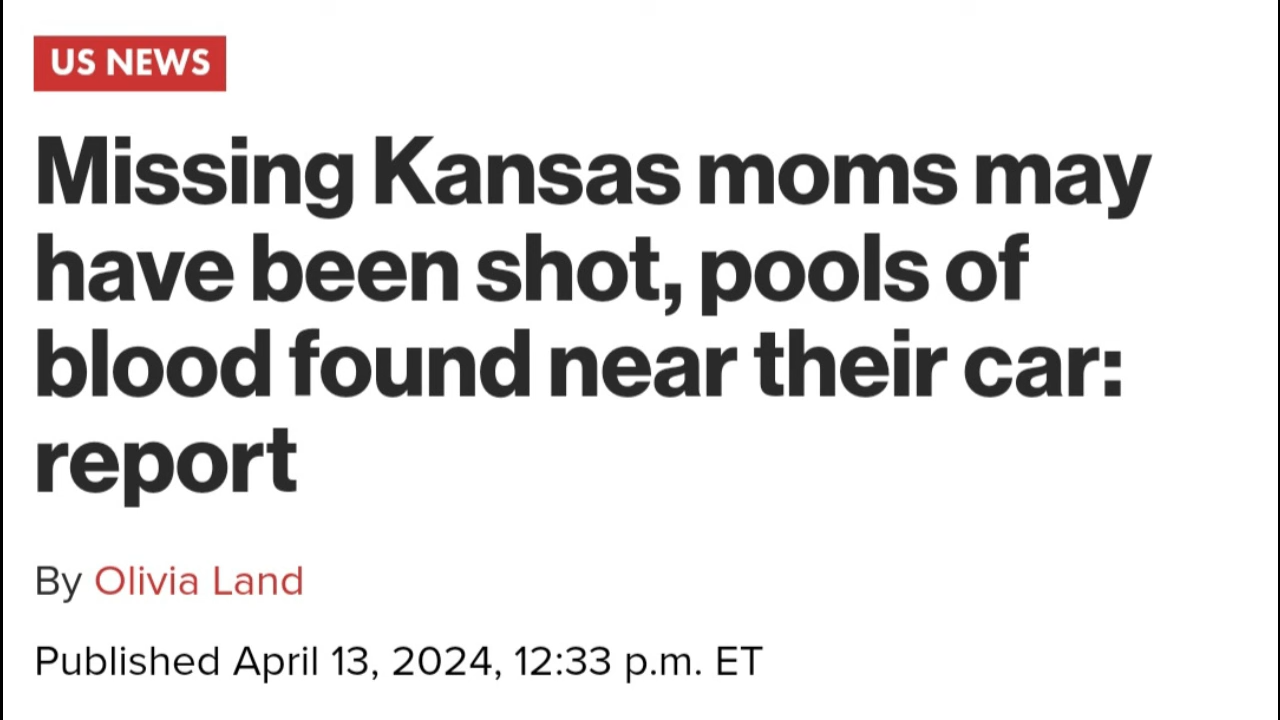 US NEWS
Missing Kansas moms may
have been shot, pools of
blood found near their car:
report
By Olivia Land
Published April 13, 2024, 12:33 p.m. ET